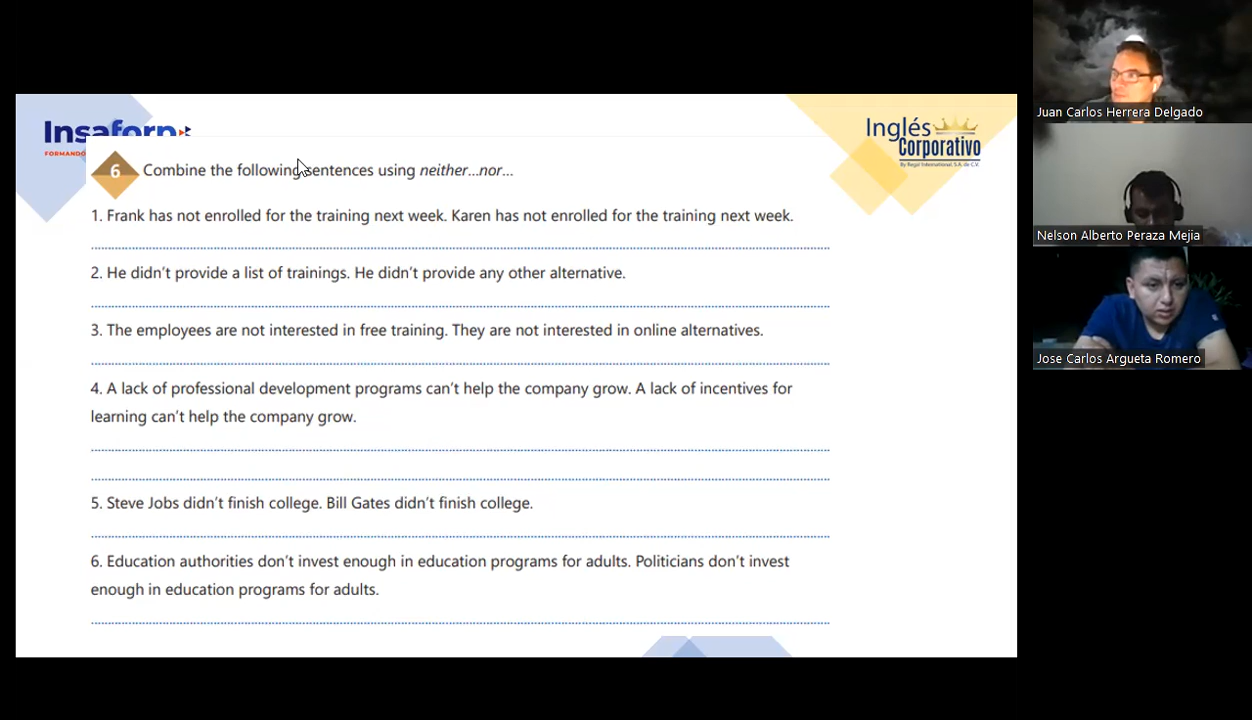 Insaforp
FORMANDO
Inglés
Corporativo
By Regal International, S.A. de C.V.
6 Combine the following sentences using neither...nor...
1. Frank has not enrolled for the training next week. Karen has not enrolled for the training next week.
2. He didn't provide a list of trainings. He didn't provide any other alternative.
3. The employees are not interested in free training. They are not interested in online alternatives.
4. A lack of professional development programs can't help the company grow. A lack of incentives for
learning can't help the company grow.
5. Steve Jobs didn't finish college. Bill Gates didn't finish college.
6. Education authorities don't invest enough in education programs for adults. Politicians don't invest
enough in education programs for adults.
Juan Carlos Herrera Delgado
Nelson Alberto Peraza Mejia
Jose Carlos Argueta Romero